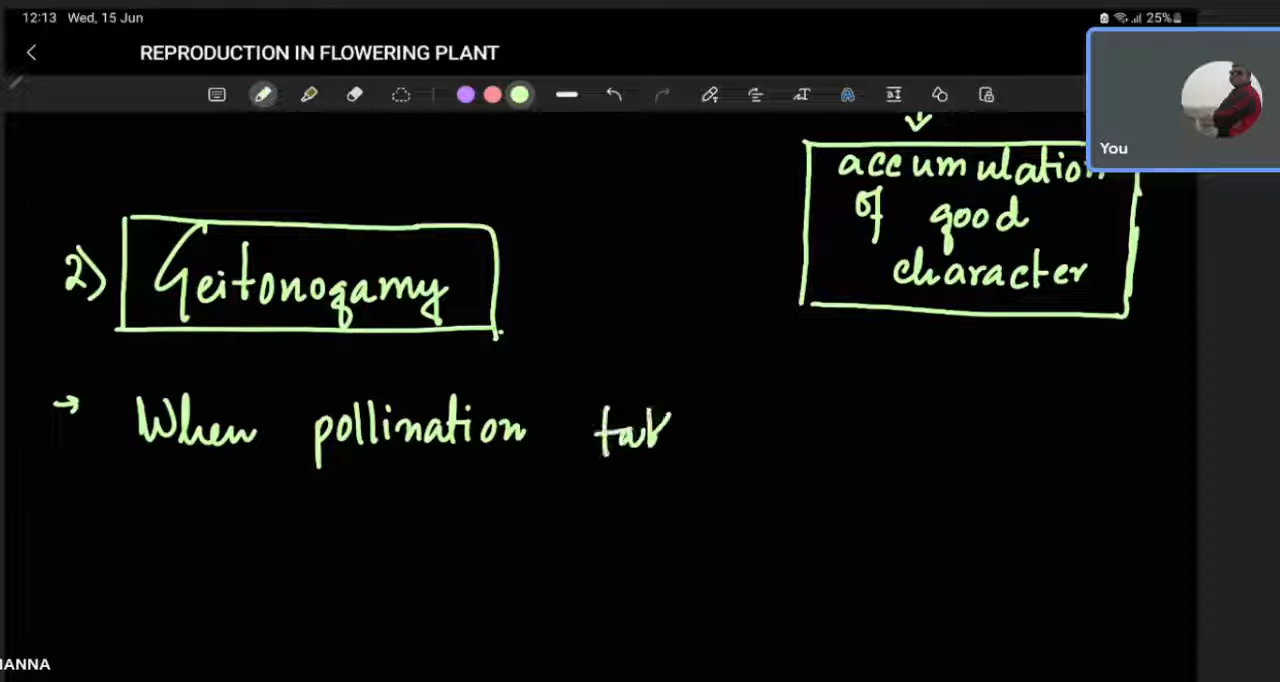 12:13 Wed, 15 Jun
25%
REPRODUCTION IN FLOWERING PLANT
You
accumulation
of good
character
2) Geitonogamy
→ When pollination tak
IANNA